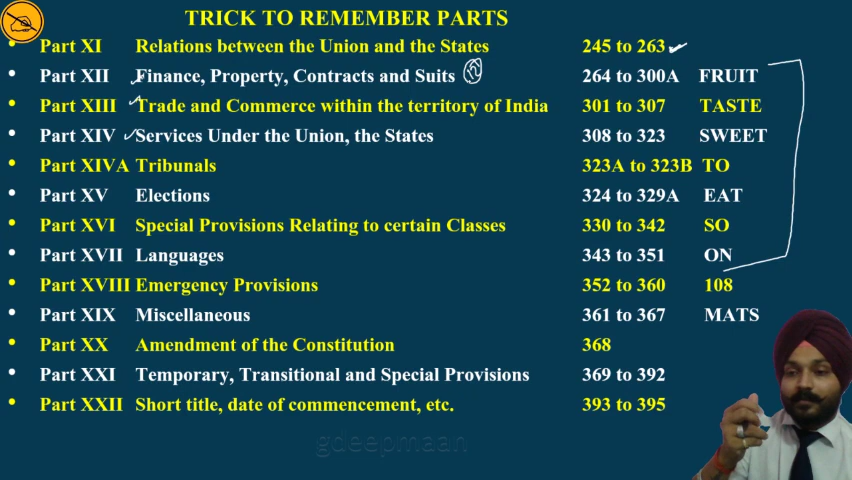 TRICK TO REMEMBER PARTS
• Part XI Relations between the Union and the States 245 to 263
• Part XII Finance, Property, Contracts and Suits 264 to 300A FRUIT
• Part XIII Trade and Commerce within the territory of India 301 to 307 TASTE
• Part XIV Services Under the Union, the States 308 to 323 SWEET
• Part XIVA Tribunals 323A to 323B TO
• Part XV Elections 324 to 329A EAT
• Part XVI Special Provisions Relating to certain Classes 330 to 342 SO
• Part XVII Languages 343 to 351 ON
• Part XVIII Emergency Provisions 352 to 360 108
• Part XIX Miscellaneous 361 to 367 MATS
• Part XX Amendment of the Constitution 368
• Part XXI Temporary, Transitional and Special Provisions 369 to 392
• Part XXII Short title, date of commencement, etc. 393 to 395
gdeepmaan